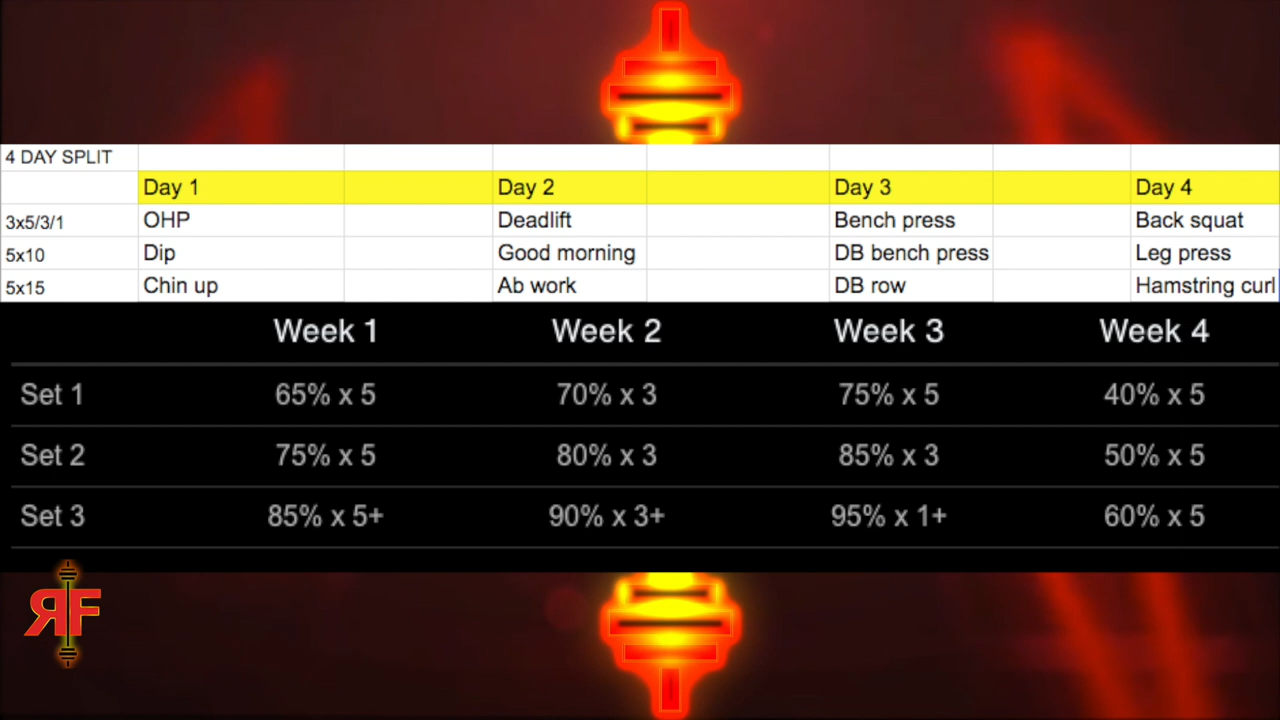 4 DAY SPLIT
Day 1 Day 2 Day 3 Day 4
3x5/3/1 OHP Deadlift Bench press Back squat
5x10 Dip Good morning DB bench press Leg press
5x15 Chin up Ab work DB row Hamstring curl
Week 1 Week 2 Week 3 Week 4
Set 1 65% x 5 70% x 3 75% x 5 40% x 5
Set 2 75% x 5 80% x 3 85% x 3 50% x 5
Set 3 85% x 5+ 90% x 3+ 95% x 1+ 60% x 5
RF